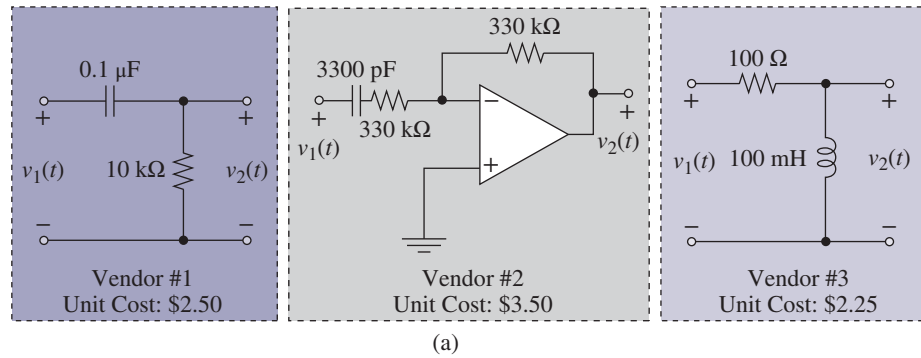 0.1 μF
+
v1(t)
10 kΩ
+
v2(t)
−
−
Vendor #1
Unit Cost: $2.50
330 kΩ
3300 pF
330 kΩ
+
v1(t)
−
+
+
v2(t)
Vendor #2
Unit Cost: $3.50
100 Ω
+
v1(t)
100 mH
+
v2(t)
−
−
Vendor #3
Unit Cost: $2.25
(a)